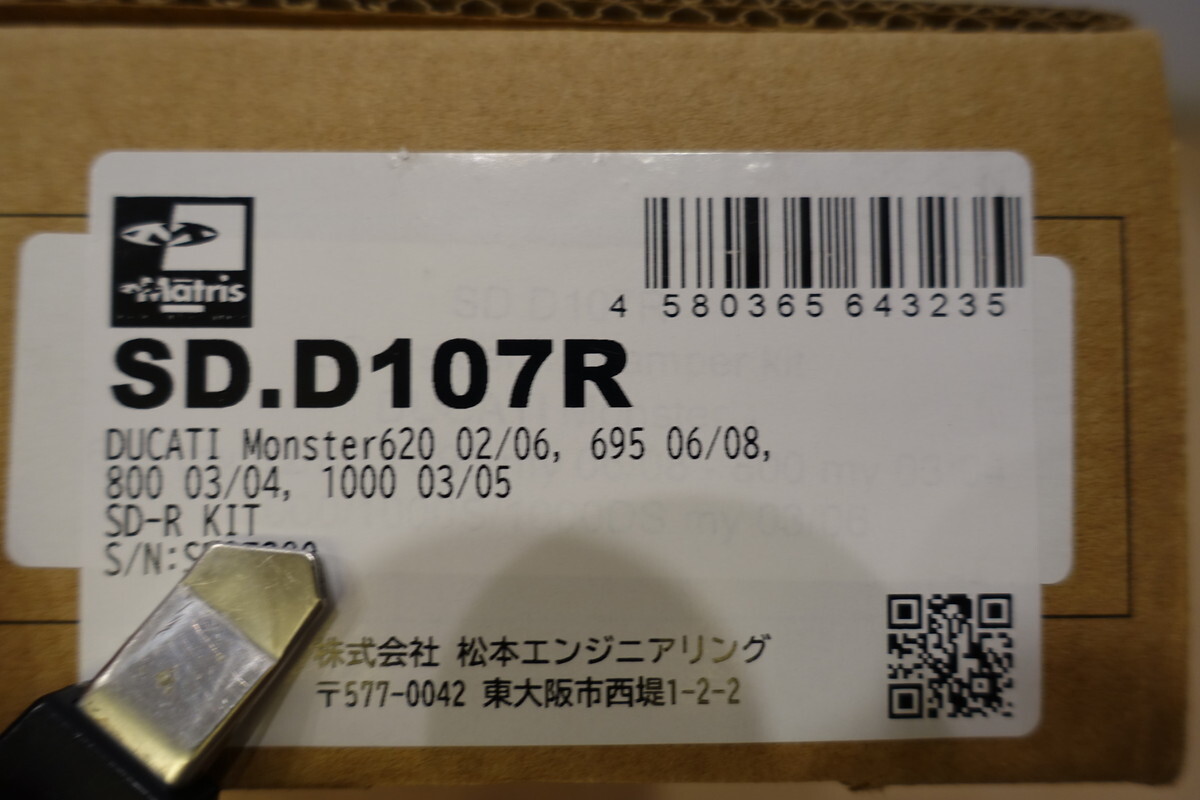 Matris
4 580365 643235
SD.D107R
DUCATI Monster620 02/06, 695 06/08,
800 03/04, 1000 03/05
SD-R KIT
S/N:
株式会社 松本エンジニアリング
〒577-0042 東大阪市西堤1-2-2